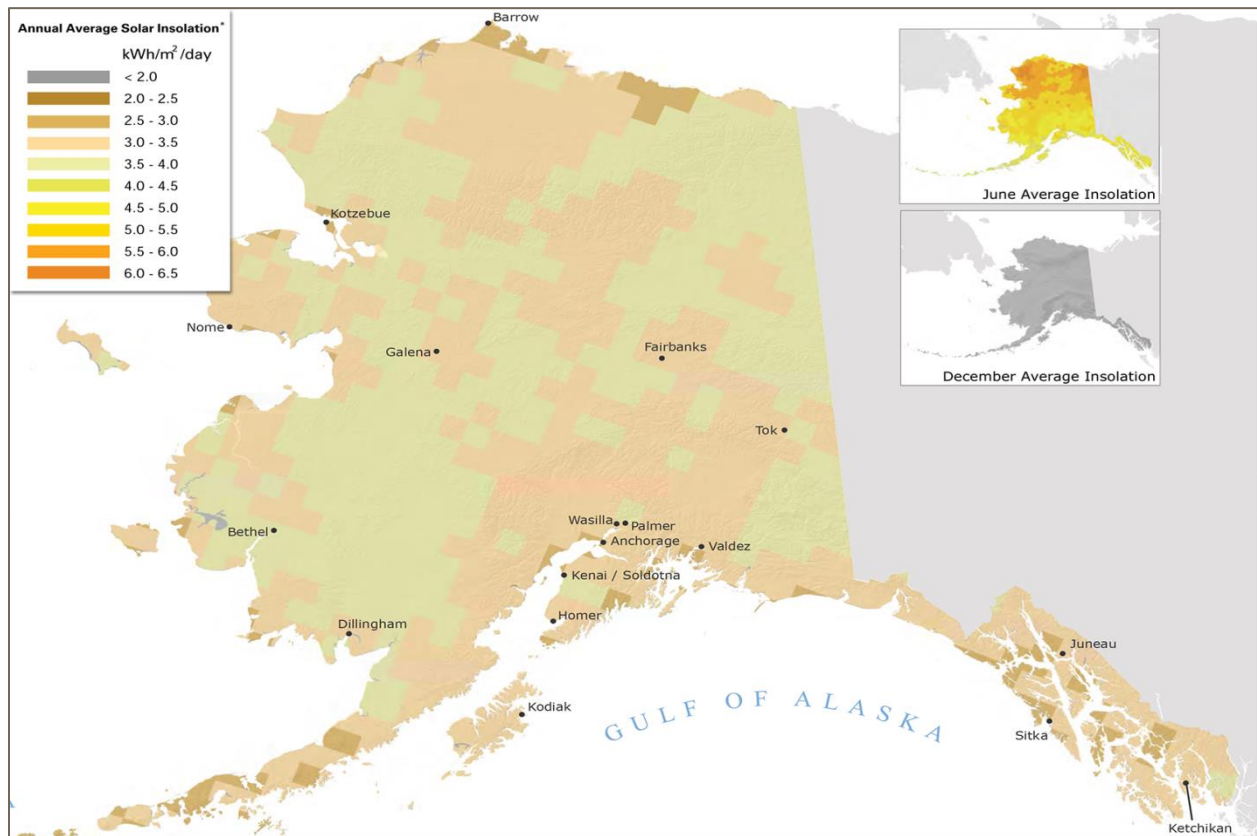 Annual Average Solar Insolation*
kWh/m²/day
< 2.0
2.0 - 2.5
2.5 - 3.0
3.0 - 3.5
3.5 - 4.0
4.0 - 4.5
4.5 - 5.0
5.0 - 5.5
5.5 - 6.0
6.0 - 6.5
Barrow
June Average Insolation
December Average Insolation
Kotzebue
Nome
Galena
Fairbanks
Tok
Bethel
Wasilla
Palmer
Anchorage
Valdez
Kenai / Soldotna
Homer
Dillingham
Kodiak
GULF OF ALASKA
Juneau
Sitka
Ketchikan